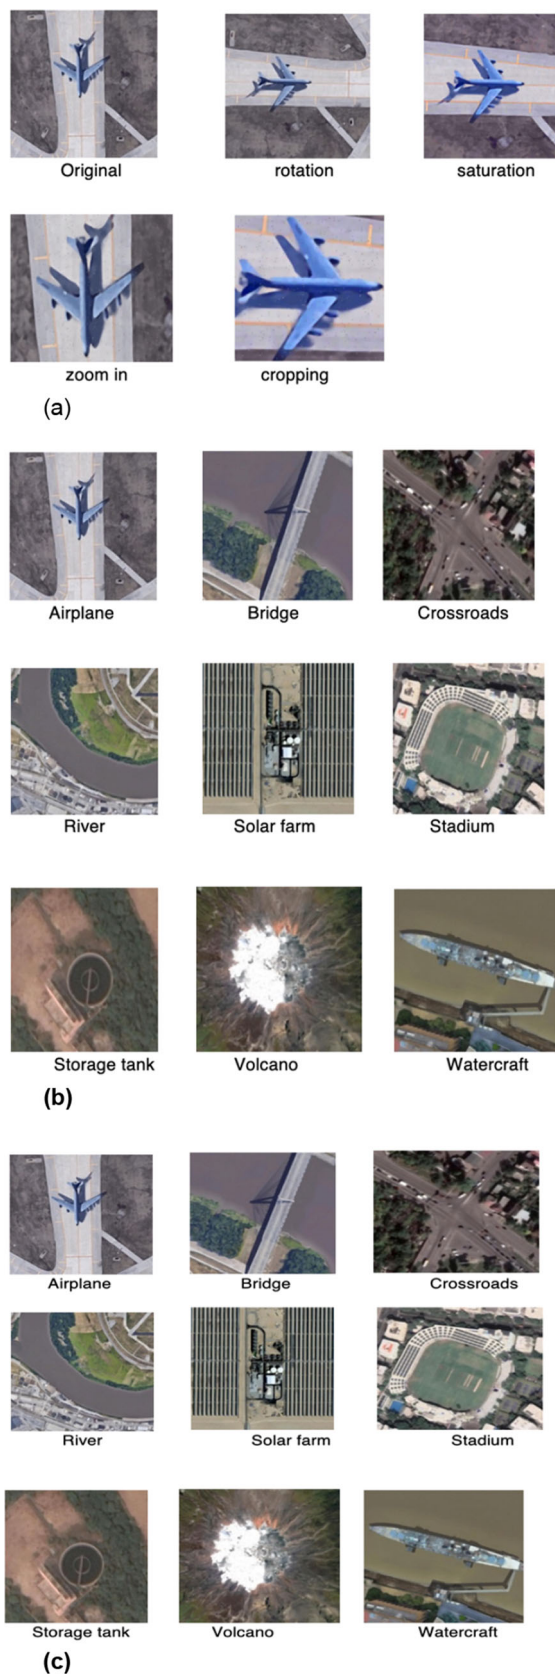 Original rotation saturation
zoom in cropping
(a)
Airplane Bridge Crossroads
River Solar farm Stadium
Storage tank Volcano Watercraft
(b)
Airplane Bridge Crossroads
River Solar farm Stadium
Storage tank Volcano Watercraft
(c)